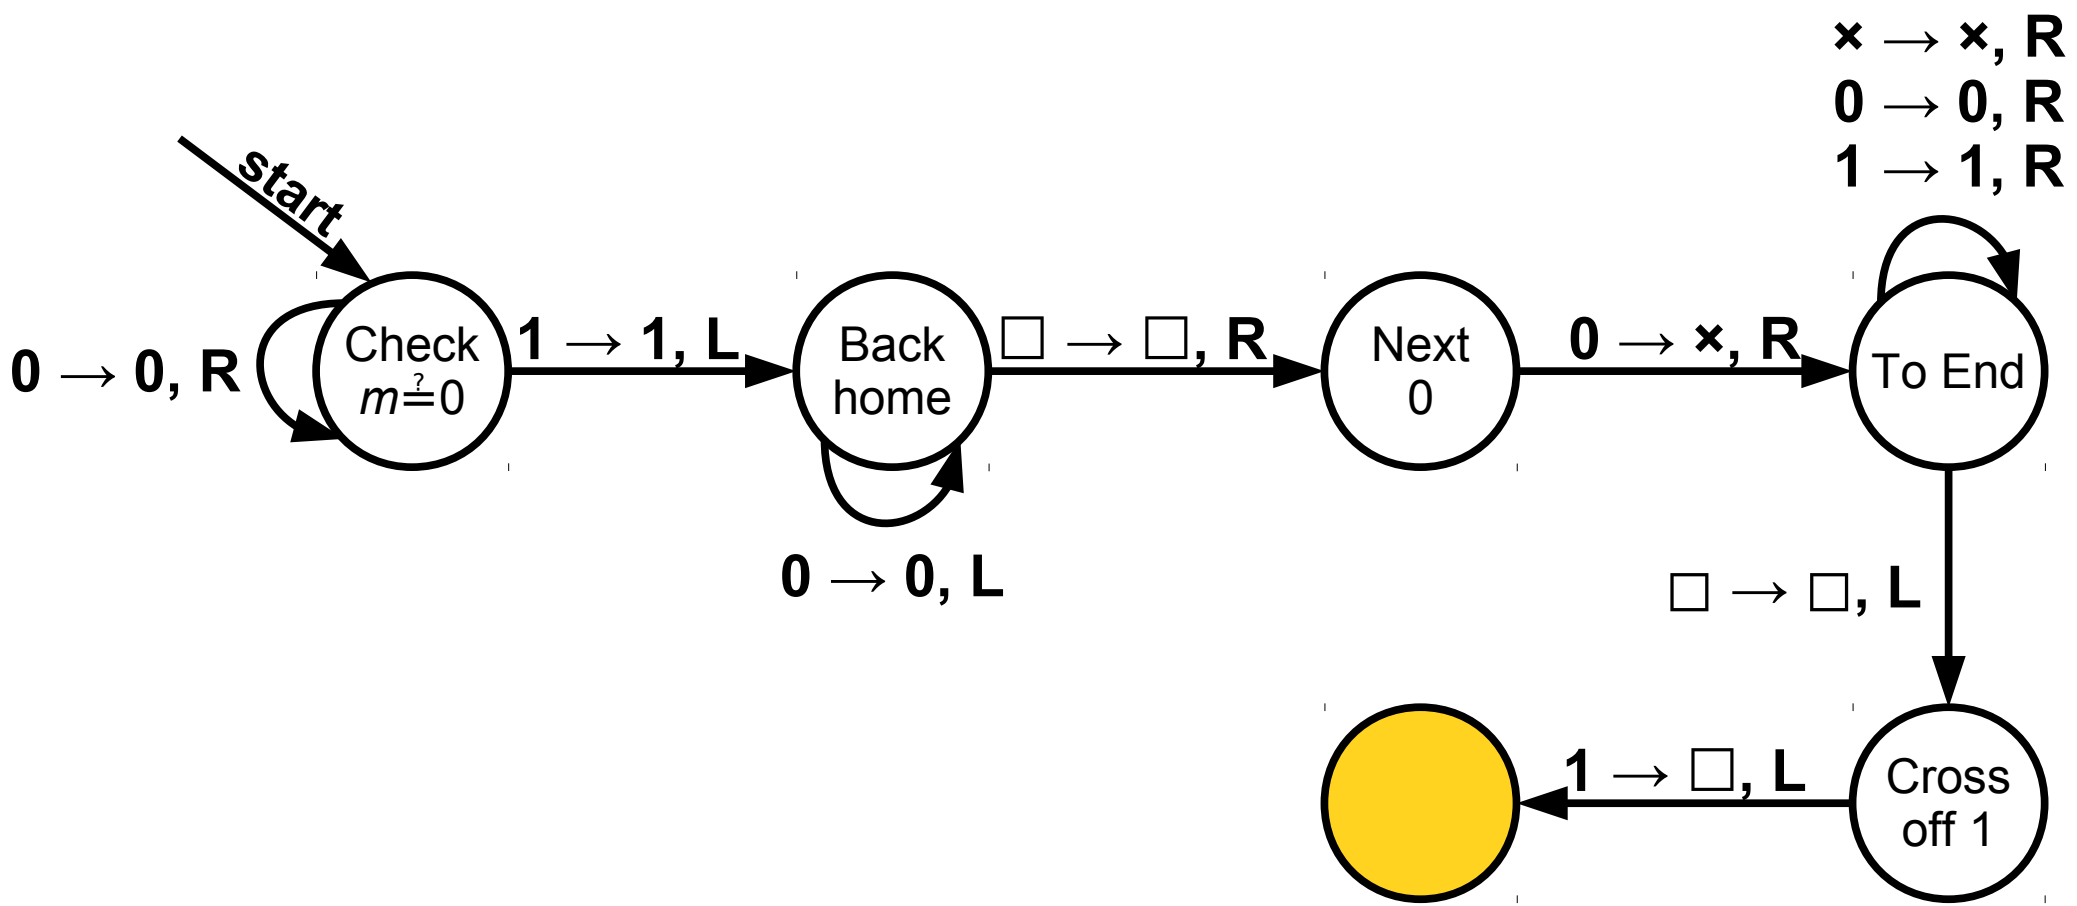 × → ×, R
0 → 0, R
1 → 1, R
start
0 → 0, R
Check
m≟0
1 → 1, L
Back
home
□ → □, R
Next
0
0 → ×, R
To End
0 → 0, L
□ → □, L
1 → □, L
Cross
off 1